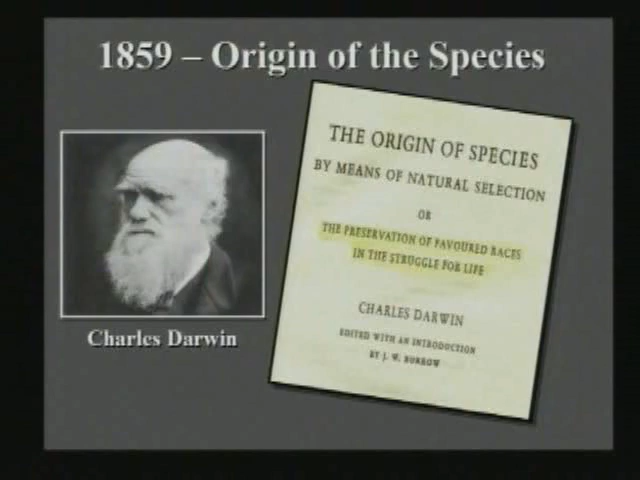 1859 – Origin of the Species
THE ORIGIN OF SPECIES
BY MEANS OF NATURAL SELECTION
OR
THE PRESERVATION OF FAVOURED RACES
IN THE STRUGGLE FOR LIFE
CHARLES DARWIN
EDITED WITH AN INTRODUCTION
BY J. W. BURROW
Charles Darwin